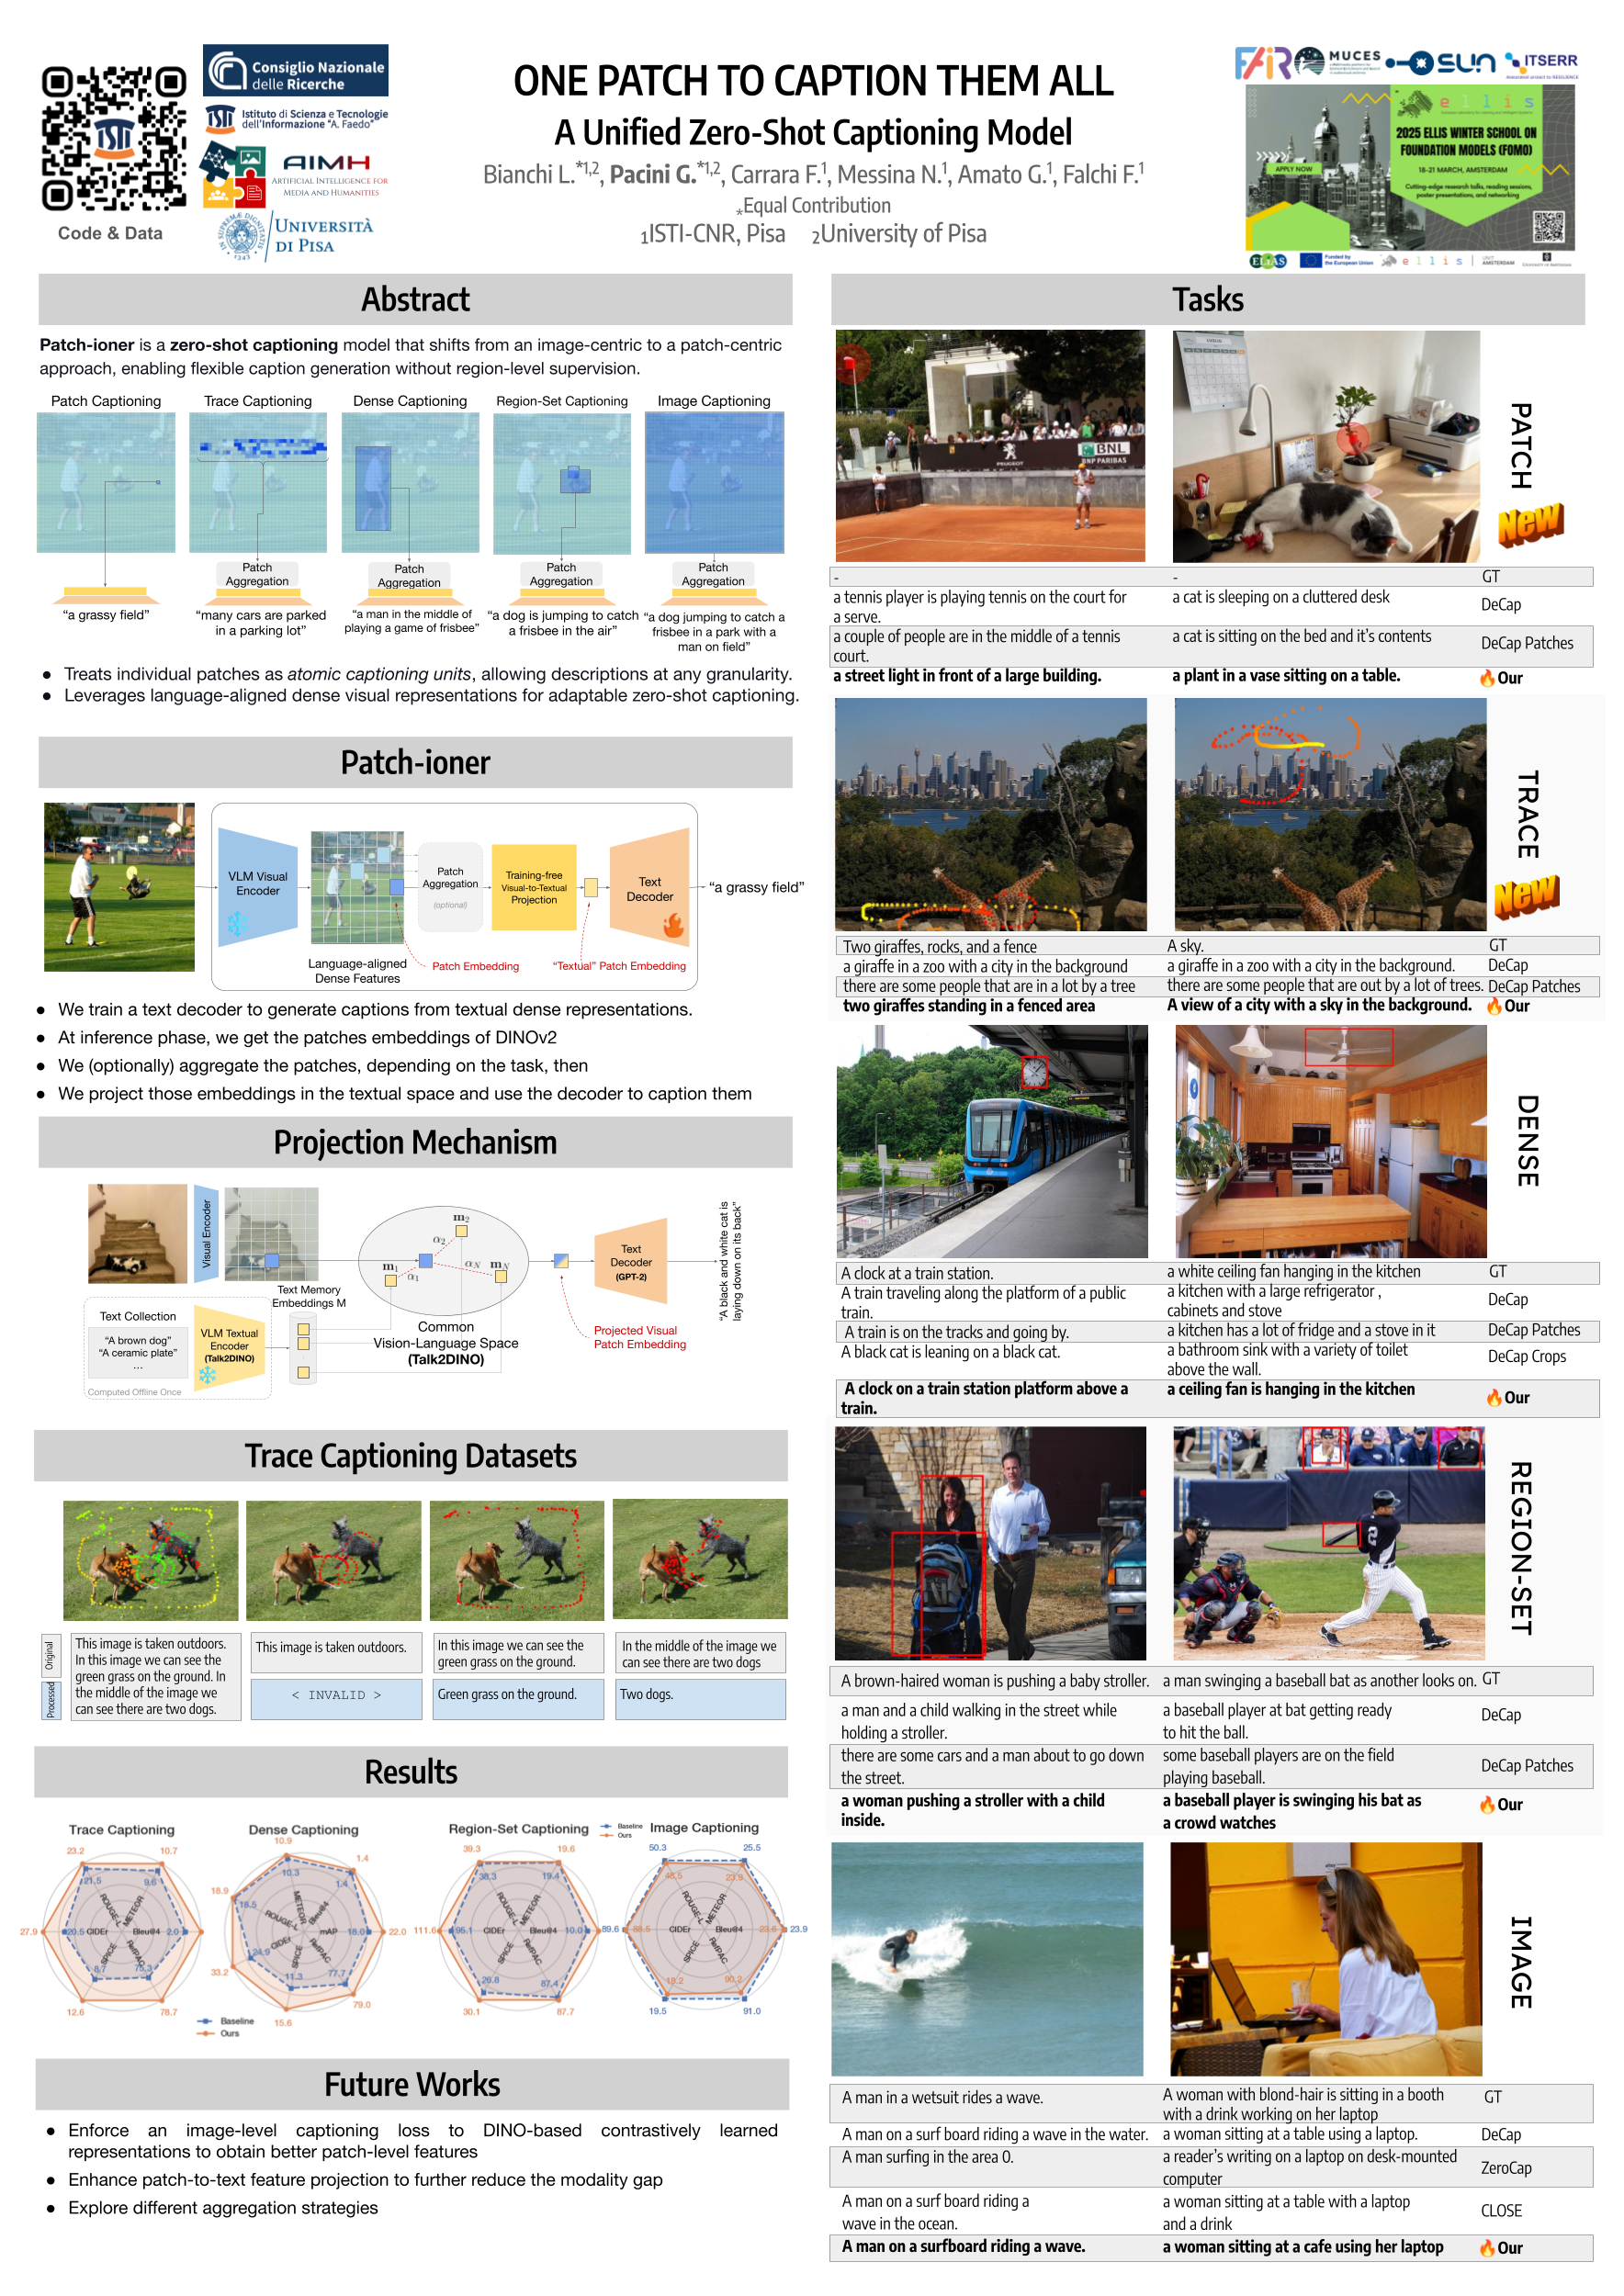 Consiglio Nazionale
delle Ricerche
Istituto di Scienza e Tecnologie
dell'Informazione "A. Faedo"
AIMH
ARTIFICIAL INTELLIGENCE FOR
MEDIA AND HUMANITIES
UNIVERSITÀ
DI PISA
1343
Code & Data
ONE PATCH TO CAPTION THEM ALL
A Unified Zero-Shot Captioning Model
Bianchi L.*1,2, Pacini G.*1,2, Carrara F.1, Messina N.1, Amato G.1, Falchi F.1
*Equal Contribution
1ISTI-CNR, Pisa 2University of Pisa
FAIR MUCES SUN ITSERR
ellis
2025 ELLIS WINTER SCHOOL ON
FOUNDATION MODELS (FOMO)
APPLY NOW
18-21 MARCH, AMSTERDAM
Cutting-edge research talks, reading sessions,
poster presentations, and networking
ELIAS
Funded by
the European Union
ellis
UNIT
AMSTERDAM
Abstract
Patch-ioner is a zero-shot captioning model that shifts from an image-centric to a patch-centric
approach, enabling flexible caption generation without region-level supervision.
Patch Captioning
Trace Captioning
Dense Captioning
Region-Set Captioning
Image Captioning
Patch
Aggregation
Patch
Aggregation
Patch
Aggregation
Patch
Aggregation
"a grassy field"
"many cars are parked
in a parking lot"
"a man in the middle of
playing a game of frisbee"
"a dog is jumping to catch
a frisbee in the air"
"a dog jumping to catch a
frisbee in a park with a
man on field"
● Treats individual patches as atomic captioning units, allowing descriptions at any granularity.
● Leverages language-aligned dense visual representations for adaptable zero-shot captioning.
Patch-ioner
VLM Visual
Encoder
Patch
Aggregation
(optional)
Training-free
Visual-to-Textual
Projection
Text
Decoder
"a grassy field"
Language-aligned
Dense Features
Patch Embedding
"Textual" Patch Embedding
● We train a text decoder to generate captions from textual dense representations.
● At inference phase, we get the patches embeddings of DINOv2
● We (optionally) aggregate the patches, depending on the task, then
● We project those embeddings in the textual space and use the decoder to caption them
Projection Mechanism
Visual Encoder
Text Collection
"A brown dog"
"A ceramic plate"
...
Computed Offline Once
VLM Textual
Encoder
(Talk2DINO)
Text Memory
Embeddings M
m1
m2
mN
α1
α2
αN
Common
Vision-Language Space
(Talk2DINO)
Text
Decoder
(GPT-2)
Projected Visual
Patch Embedding
"A black and white cat is
laying down on its back"
Trace Captioning Datasets
Original
Processed
This image is taken outdoors.
In this image we can see the
green grass on the ground. In
the middle of the image we
can see there are two dogs.
This image is taken outdoors.
< INVALID >
In this image we can see the
green grass on the ground.
Green grass on the ground.
In the middle of the image we
can see there are two dogs
Two dogs.
Results
Trace Captioning
23.2
10.7
21.5
9.6
ROUGE-L
METEOR
27.9
20.5
CIDEr
Bleu@4
2.0
SPICE
RefPAC
8.7
75.3
12.6
78.7
Dense Captioning
10.9
10.3
1.4
1.4
18.9
18.5
METEOR
Bleu@4
ROUGE-L
mAP
18.0
22.0
CIDEr
SPICE
RefPAC
24.9
11.3
77.7
33.2
79.0
15.6
Baseline
Ours
Region-Set Captioning
39.3
19.6
38.3
19.4
ROUGE-L
METEOR
111.6
95.1
CIDEr
Bleu@4
10.0
SPICE
RefPAC
28.8
87.4
30.1
87.7
Baseline
Ours
Image Captioning
50.3
25.5
48.5
23.9
ROUGE-L
METEOR
89.6
88.5
CIDEr
Bleu@4
23.9
SPICE
RefPAC
18.2
90.2
19.5
91.0
Future Works
● Enforce an image-level captioning loss to DINO-based contrastively learned
representations to obtain better patch-level features
● Enhance patch-to-text feature projection to further reduce the modality gap
● Explore different aggregation strategies
Tasks
PEUGEOT
BNL
BNP PARIBAS
PATCH
New
- - GT
a tennis player is playing tennis on the court for
a serve.
a cat is sleeping on a cluttered desk
DeCap
a couple of people are in the middle of a tennis
court.
a cat is sitting on the bed and it's contents
DeCap Patches
a street light in front of a large building.
a plant in a vase sitting on a table.
Our
TRACE
New
Two giraffes, rocks, and a fence
A sky.
GT
a giraffe in a zoo with a city in the background
a giraffe in a zoo with a city in the background.
DeCap
there are some people that are in a lot by a tree
there are some people that are out by a lot of trees.
DeCap Patches
two giraffes standing in a fenced area
A view of a city with a sky in the background.
Our
DENSE
A clock at a train station.
a white ceiling fan hanging in the kitchen
GT
A train traveling along the platform of a public
train.
a kitchen with a large refrigerator ,
cabinets and stove
DeCap
A train is on the tracks and going by.
a kitchen has a lot of fridge and a stove in it
DeCap Patches
A black cat is leaning on a black cat.
a bathroom sink with a variety of toilet
above the wall.
DeCap Crops
A clock on a train station platform above a
train.
a ceiling fan is hanging in the kitchen
Our
2
REGION-SET
A brown-haired woman is pushing a baby stroller.
a man swinging a baseball bat as another looks on.
GT
a man and a child walking in the street while
holding a stroller.
a baseball player at bat getting ready
to hit the ball.
DeCap
there are some cars and a man about to go down
the street.
some baseball players are on the field
playing baseball.
DeCap Patches
a woman pushing a stroller with a child
inside.
a baseball player is swinging his bat as
a crowd watches
Our
IMAGE
A man in a wetsuit rides a wave.
A woman with blond-hair is sitting in a booth
with a drink working on her laptop
GT
A man on a surf board riding a wave in the water.
a woman sitting at a table using a laptop.
DeCap
A man surfing in the area 0.
a reader's writing on a laptop on desk-mounted
computer
ZeroCap
A man on a surf board riding a
wave in the ocean.
a woman sitting at a table with a laptop
and a drink
CLOSE
A man on a surfboard riding a wave.
a woman sitting at a cafe using her laptop
Our